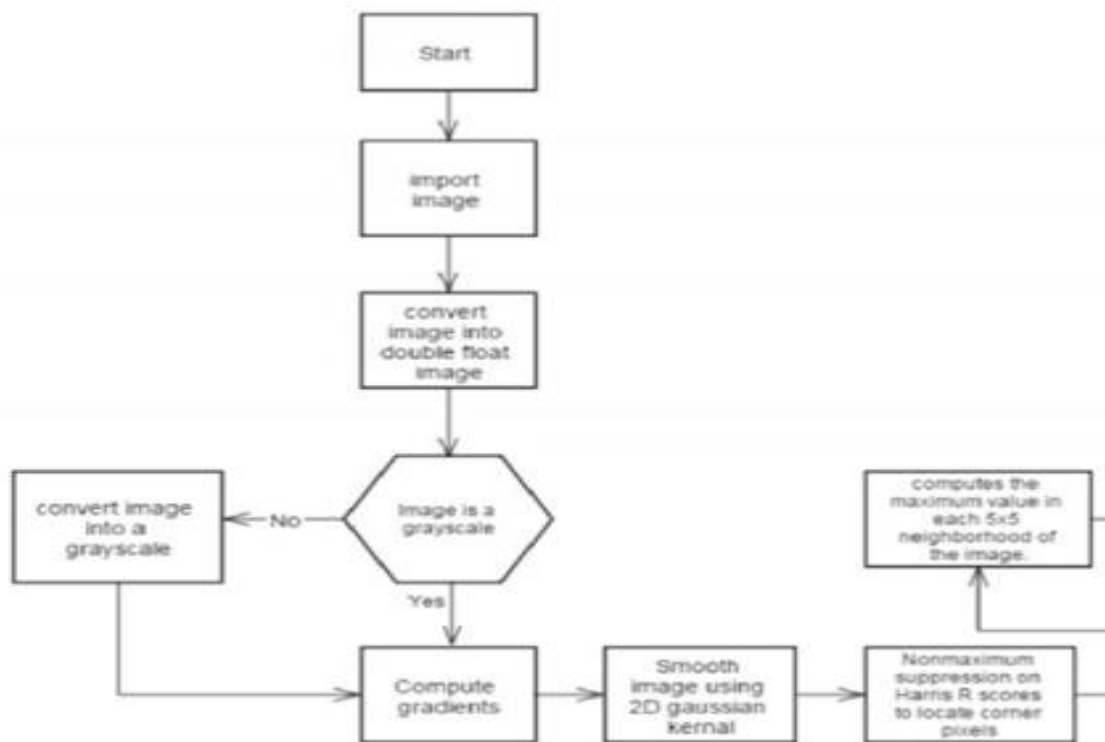 Start
import
image
convert
image into
double float
image
Image is a
grayscale
No
convert image
into a
grayscale
Yes
Compute
gradients
Smooth
image using
2D gaussian
kernal
Nonmaximum
suppression on
Harris R scores
to locate corner
pixels
computes the
maximum value in
each 5x5
neighborhood of
the image.